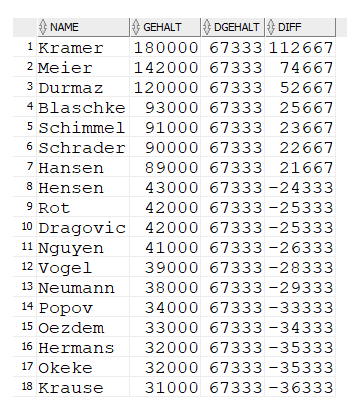 NAME GEHALT DGEHALT DIFF
1 Kramer 180000 67333 112667
2 Meier 142000 67333 74667
3 Durmaz 120000 67333 52667
4 Blaschke 93000 67333 25667
5 Schimmel 91000 67333 23667
6 Schrader 90000 67333 22667
7 Hansen 89000 67333 21667
8 Hensen 43000 67333 -24333
9 Rot 42000 67333 -25333
10 Dragovic 42000 67333 -25333
11 Nguyen 41000 67333 -26333
12 Vogel 39000 67333 -28333
13 Neumann 38000 67333 -29333
14 Popov 34000 67333 -33333
15 Oezdem 33000 67333 -34333
16 Hermans 32000 67333 -35333
17 Okeke 32000 67333 -35333
18 Krause 31000 67333 -36333